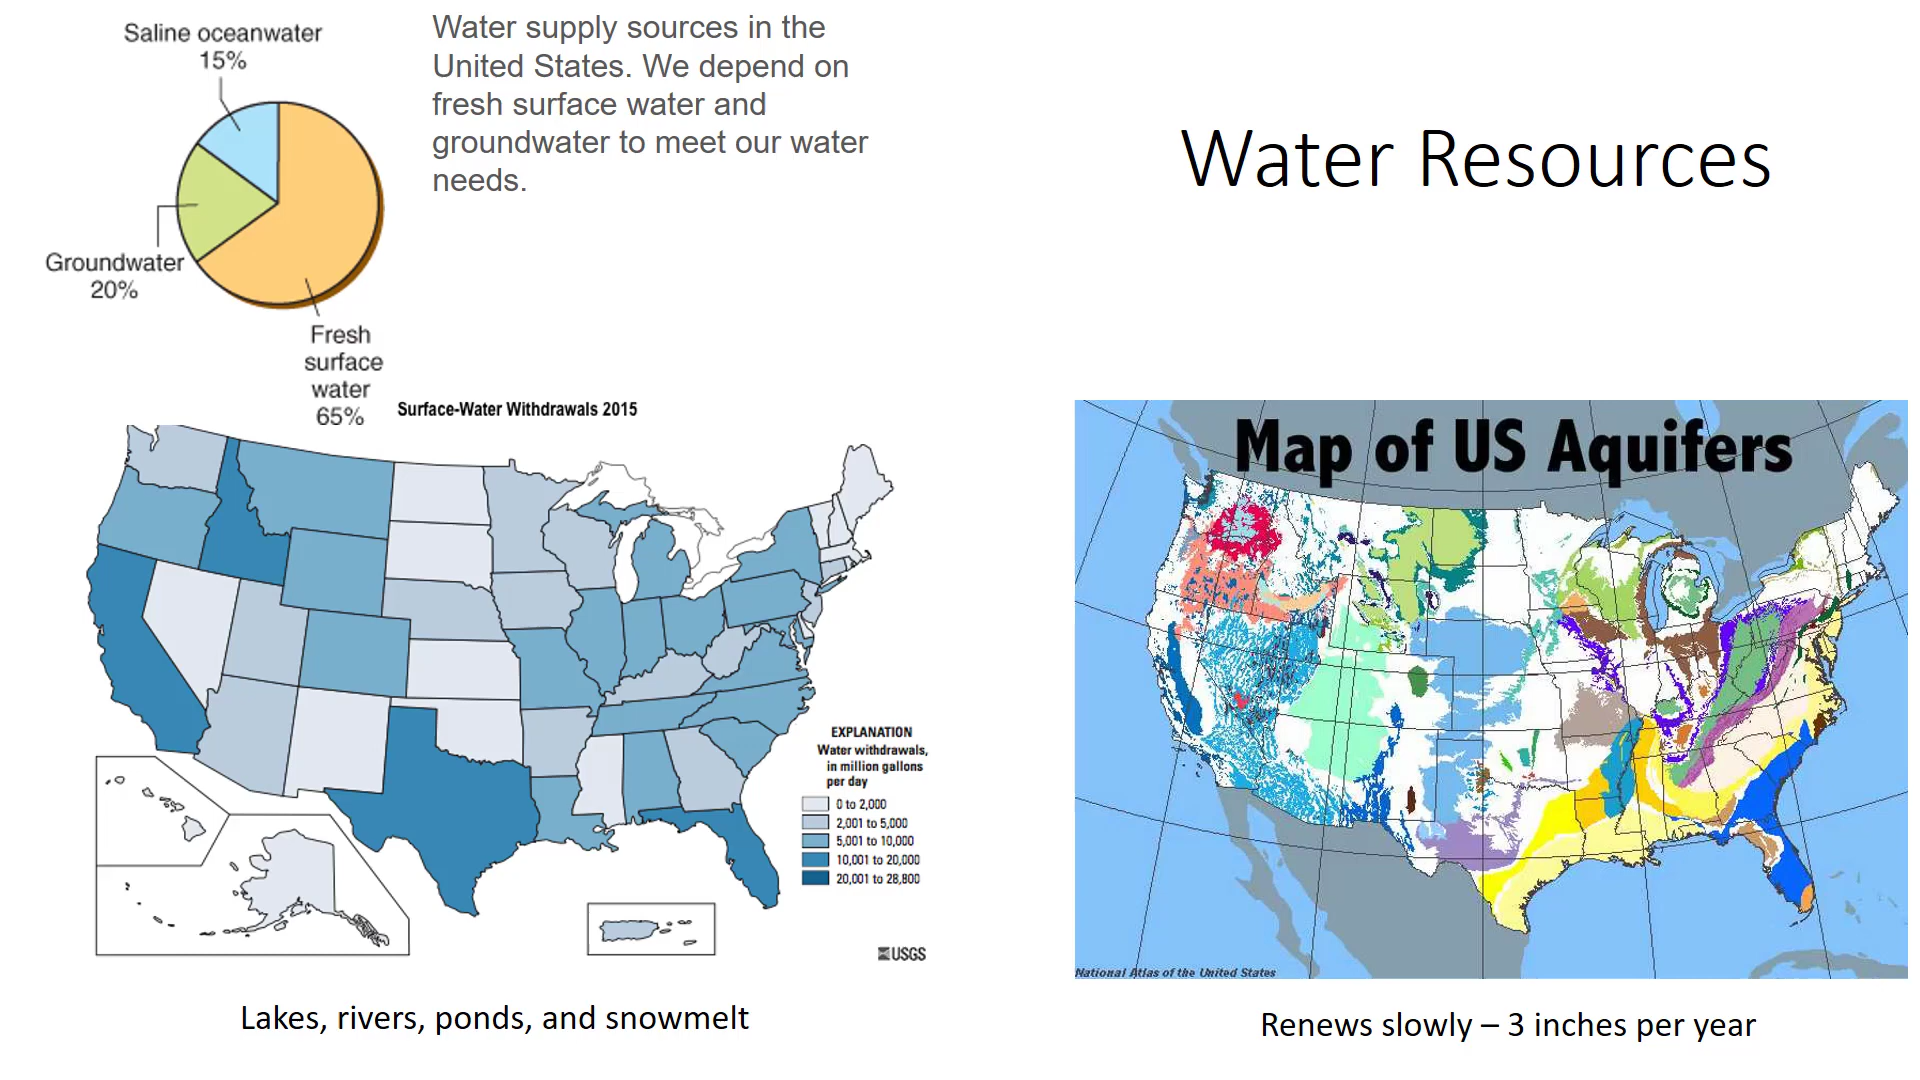 Saline oceanwater
15%
Groundwater
20%
Fresh
surface
water
65%
Water supply sources in the
United States. We depend on
fresh surface water and
groundwater to meet our water
needs.
Water Resources
Surface-Water Withdrawals 2015
EXPLANATION
Water withdrawals,
in million gallons
per day
0 to 2,000
2,001 to 5,000
5,001 to 10,000
10,001 to 20,000
20,001 to 28,800
USGS
Lakes, rivers, ponds, and snowmelt
Map of US Aquifers
National Atlas of the United States
Renews slowly – 3 inches per year